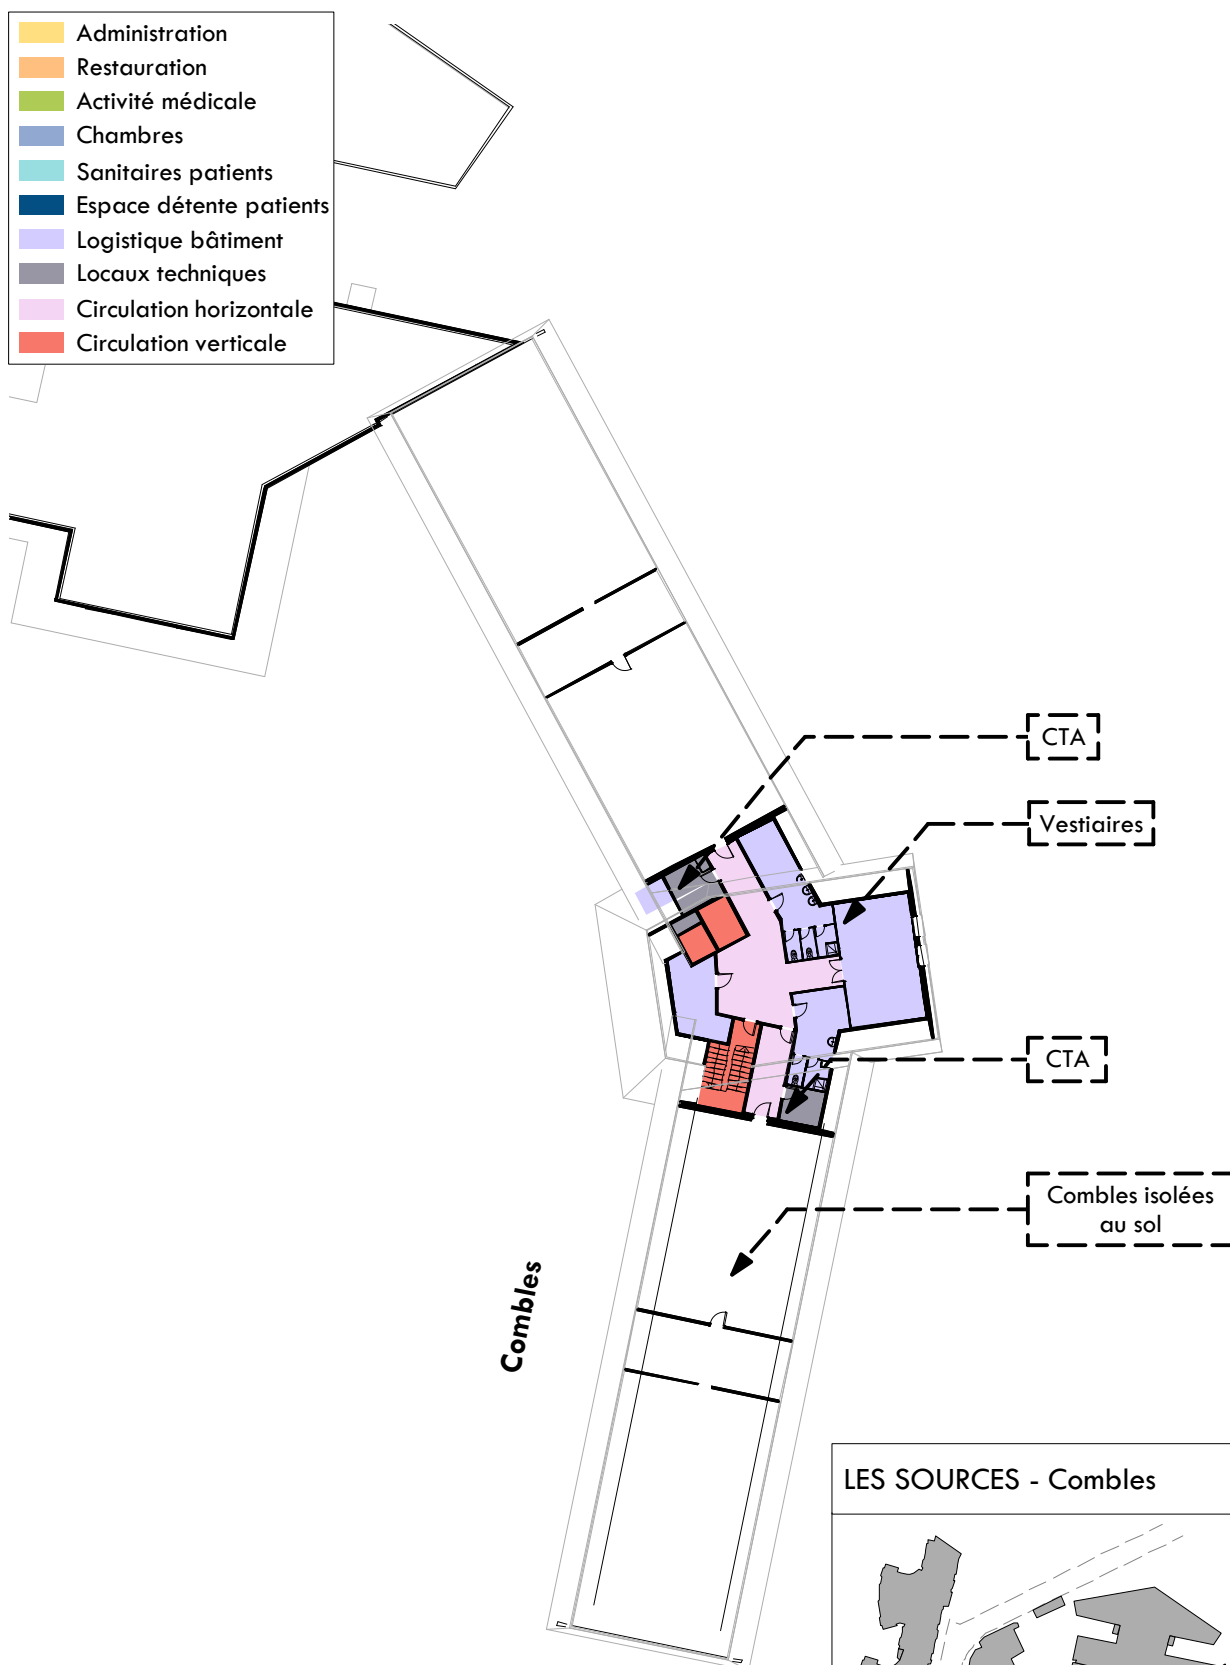 Administration
Restauration
Activité médicale
Chambres
Sanitaires patients
Espace détente patients
Logistique bâtiment
Locaux techniques
Circulation horizontale
Circulation verticale
CTA
Vestiaires
CTA
Combles isolées
au sol
Combles
LES SOURCES - Combles